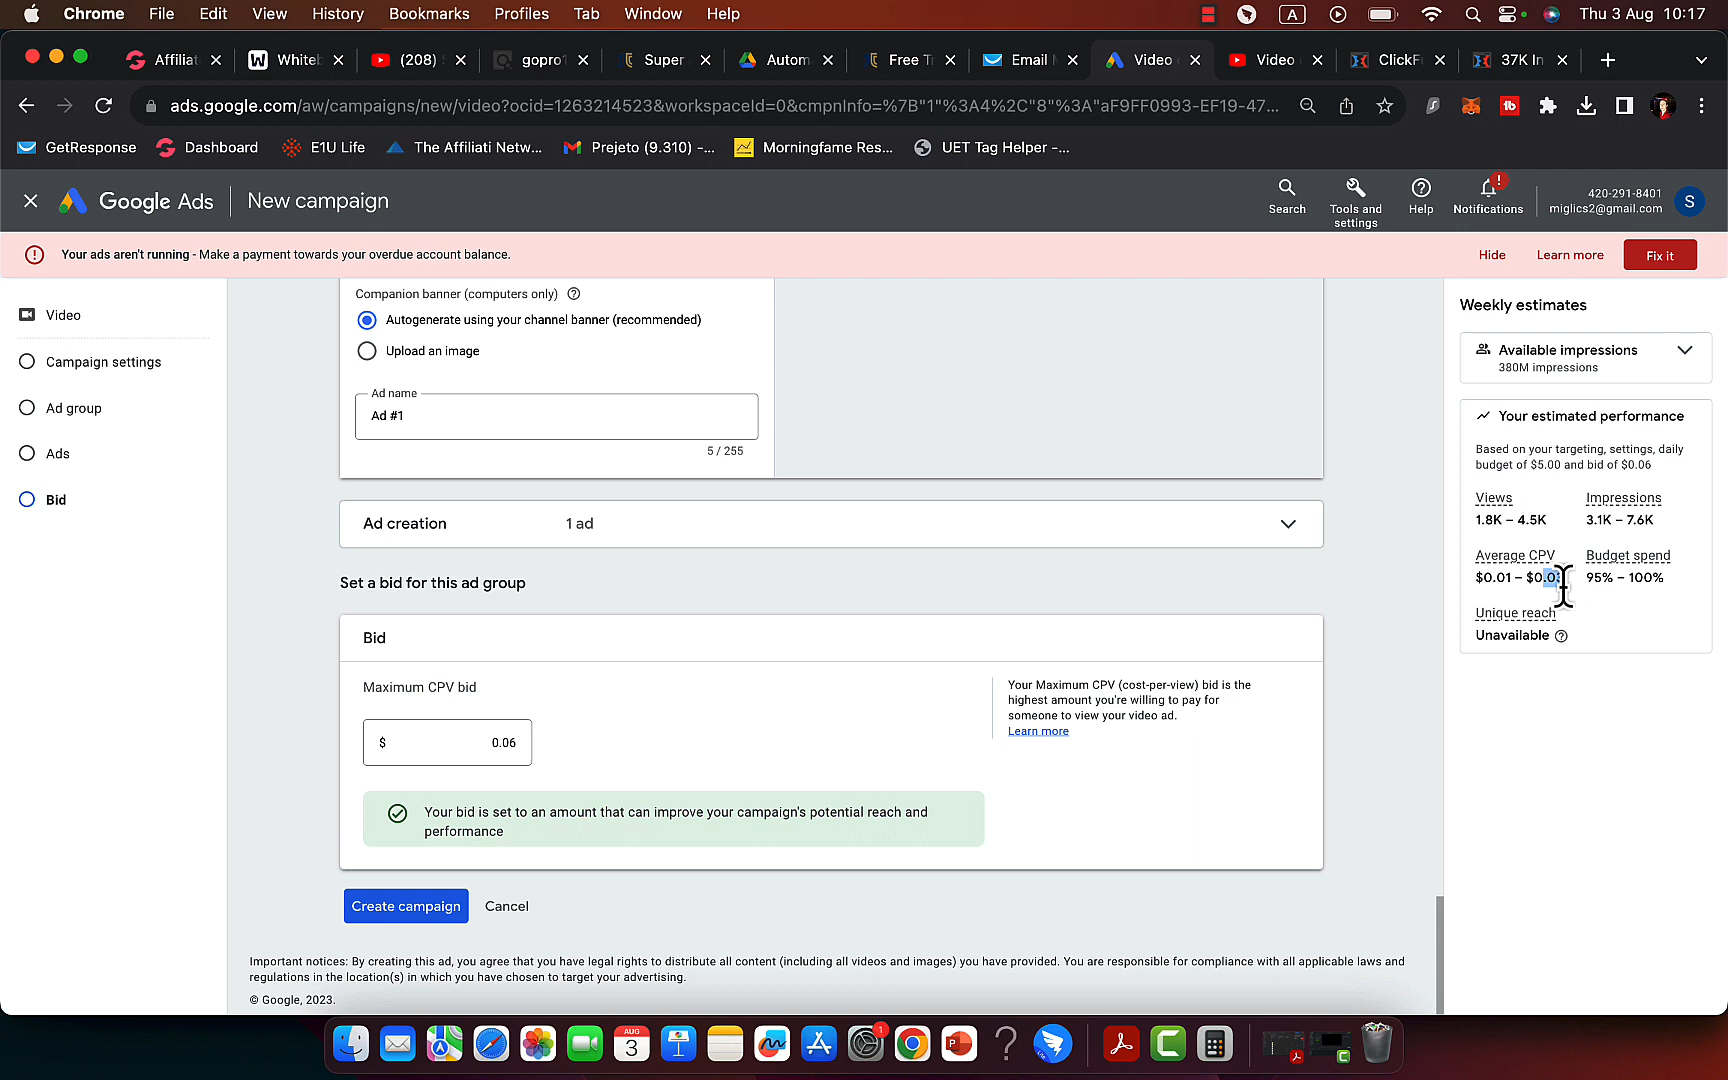 Chrome File Edit View History Bookmarks Profiles Tab Window Help A Thu 3 Aug 10:17
Affiliat W Whitel (208) gopro1 Super Autom Free Tr Email Video Video ClickF 37K In
ads.google.com/aw/campaigns/new/video?ocid=1263214523&workspaceId=0&cmpnInfo=%7B"1"%3A4%2C"8"%3A"aF9FF0993-EF19-47...
GetResponse Dashboard E1U Life The Affiliati Netw... Prejeto (9.310) -... Morningfame Res... UET Tag Helper -...
Google Ads New campaign
Search Tools and settings Help Notifications
420-291-8401
miglics2@gmail.com S
Your ads aren't running - Make a payment towards your overdue account balance. Hide Learn more Fix it
Video
Campaign settings
Ad group
Ads
Bid
Companion banner (computers only)
Autogenerate using your channel banner (recommended)
Upload an image
Ad name
Ad #1
5 / 255
Ad creation 1 ad
Set a bid for this ad group
Bid
Maximum CPV bid
$ 0.06
Your Maximum CPV (cost-per-view) bid is the
highest amount you're willing to pay for
someone to view your video ad.
Learn more
Your bid is set to an amount that can improve your campaign's potential reach and
performance
Create campaign Cancel
Important notices: By creating this ad, you agree that you have legal rights to distribute all content (including all videos and images) you have provided. You are responsible for compliance with all applicable laws and
regulations in the location(s) in which you have chosen to target your advertising.
© Google, 2023.
Weekly estimates
Available impressions
380M impressions
Your estimated performance
Based on your targeting, settings, daily
budget of $5.00 and bid of $0.06
Views Impressions
1.8K – 4.5K 3.1K – 7.6K
Average CPV Budget spend
$0.01 – $0.03 95% – 100%
Unique reach
Unavailable
AUG
3
1